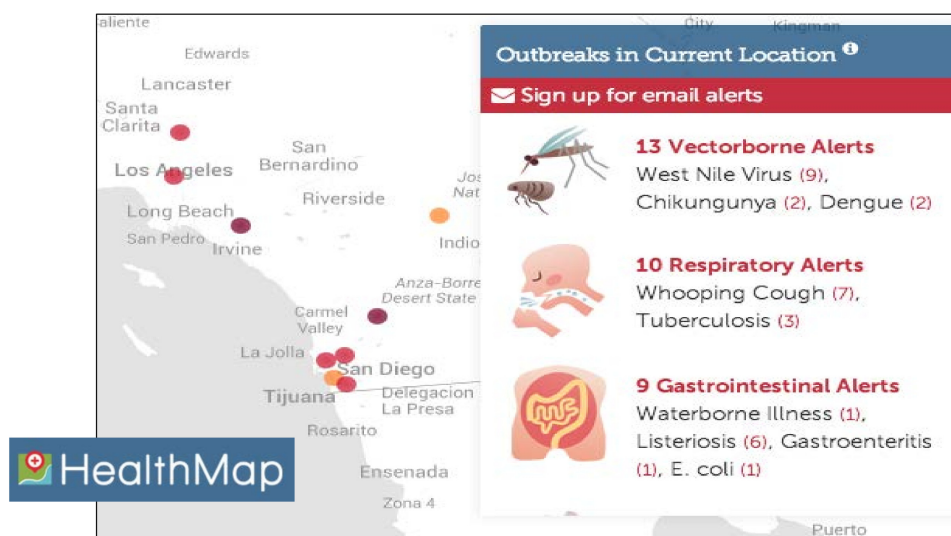 aliente
City
Kingman
Edwards
Lancaster
Santa
Clarita
Los Angeles
San
Bernardino
Riverside
Long Beach
San Pedro
Irvine
Jos
Nat
Indio
Anza-Borre
Desert State
Carmel
Valley
La Jolla
San Diego
Tijuana
Delegacion
La Presa
Rosarito
Ensenada
Zona 4
Puerto
HealthMap
Outbreaks in Current Location i
Sign up for email alerts
13 Vectorborne Alerts
West Nile Virus (9),
Chikungunya (2), Dengue (2)
10 Respiratory Alerts
Whooping Cough (7),
Tuberculosis (3)
9 Gastrointestinal Alerts
Waterborne Illness (1),
Listeriosis (6), Gastroenteritis
(1), E. coli (1)